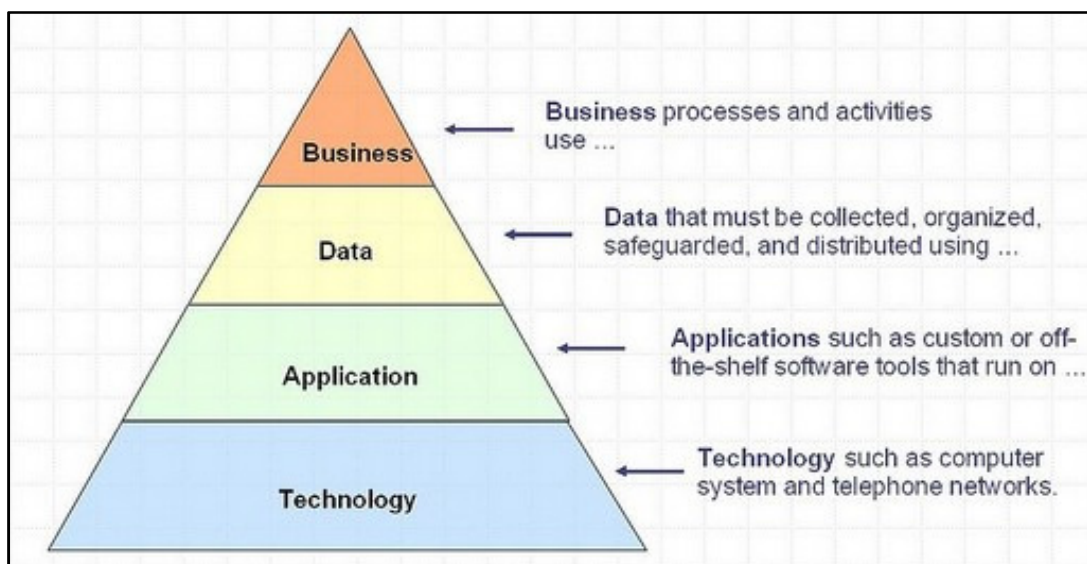 Business
Business processes and activities
use ...
Data
Data that must be collected, organized,
safeguarded, and distributed using ...
Application
Applications such as custom or off-
the-shelf software tools that run on ...
Technology
Technology such as computer
system and telephone networks.